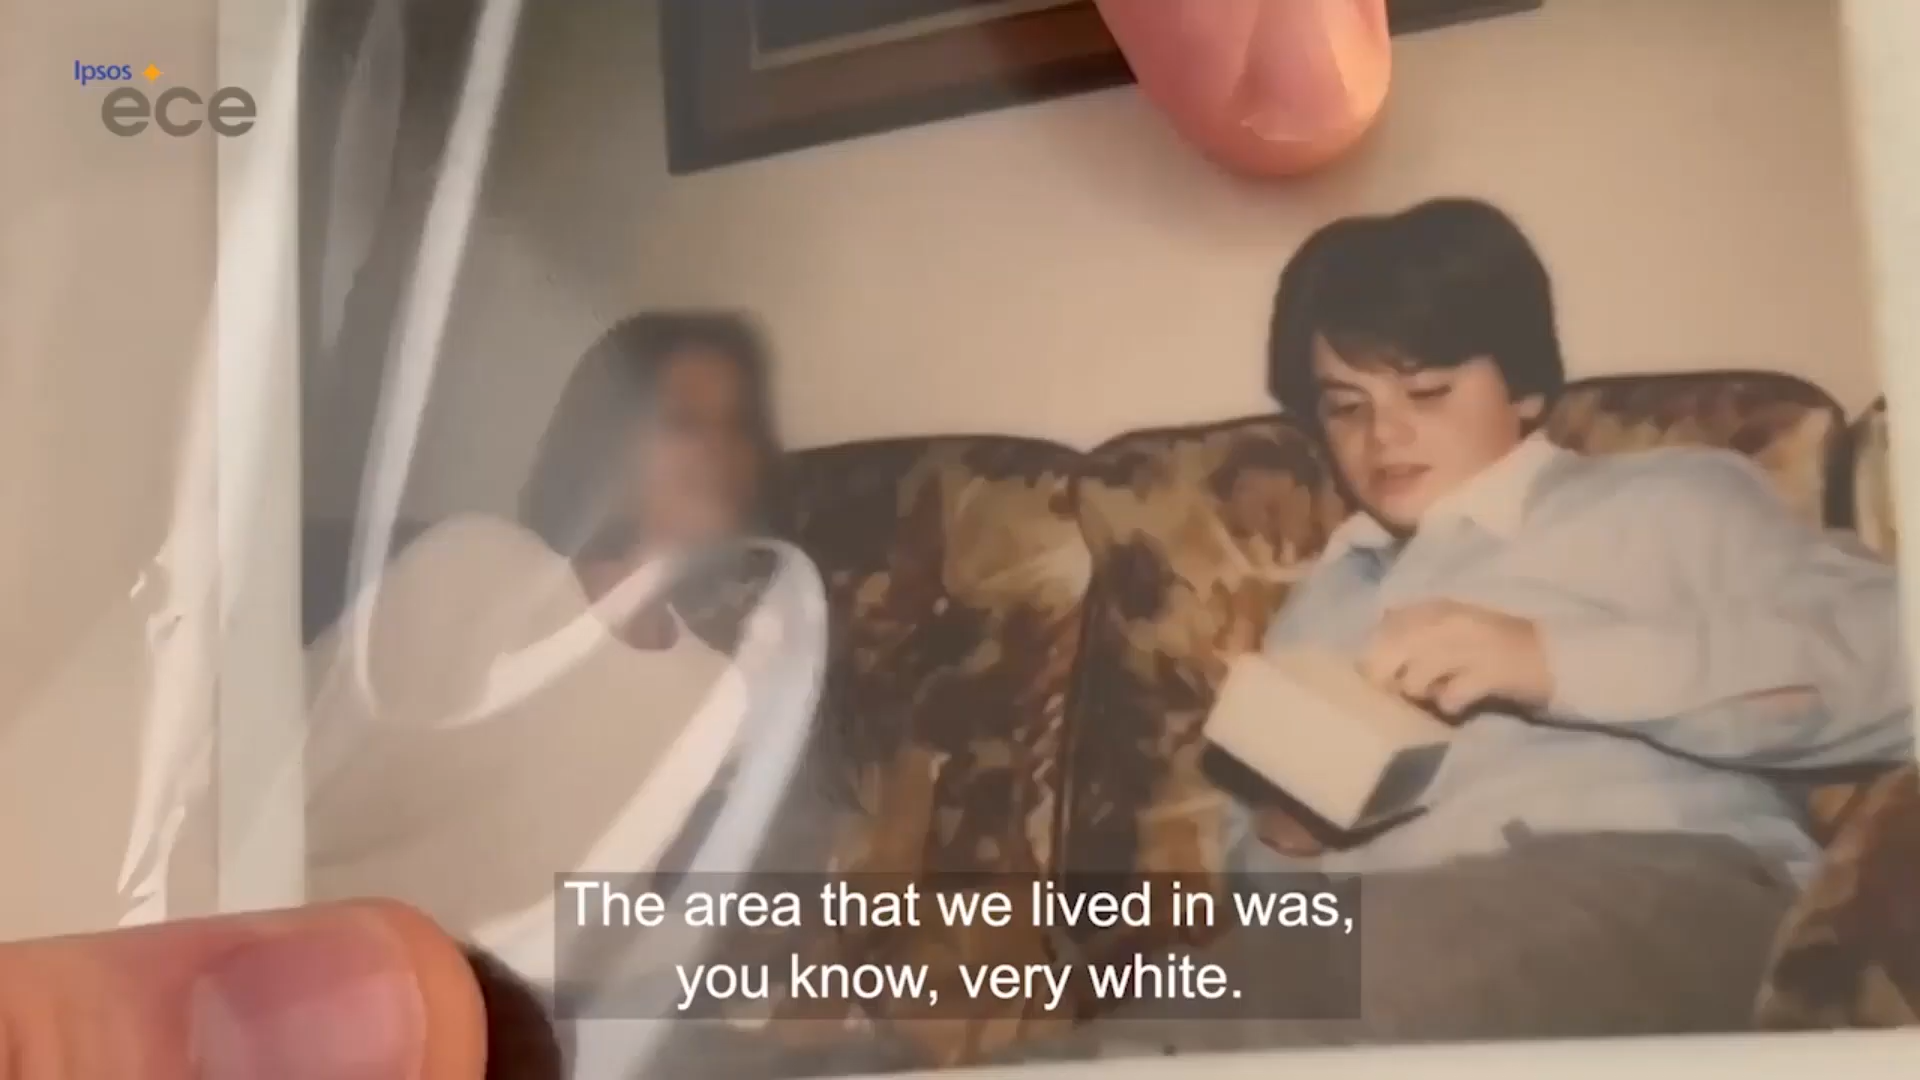 Ipsos
ece
The area that we lived in was,
you know, very white.